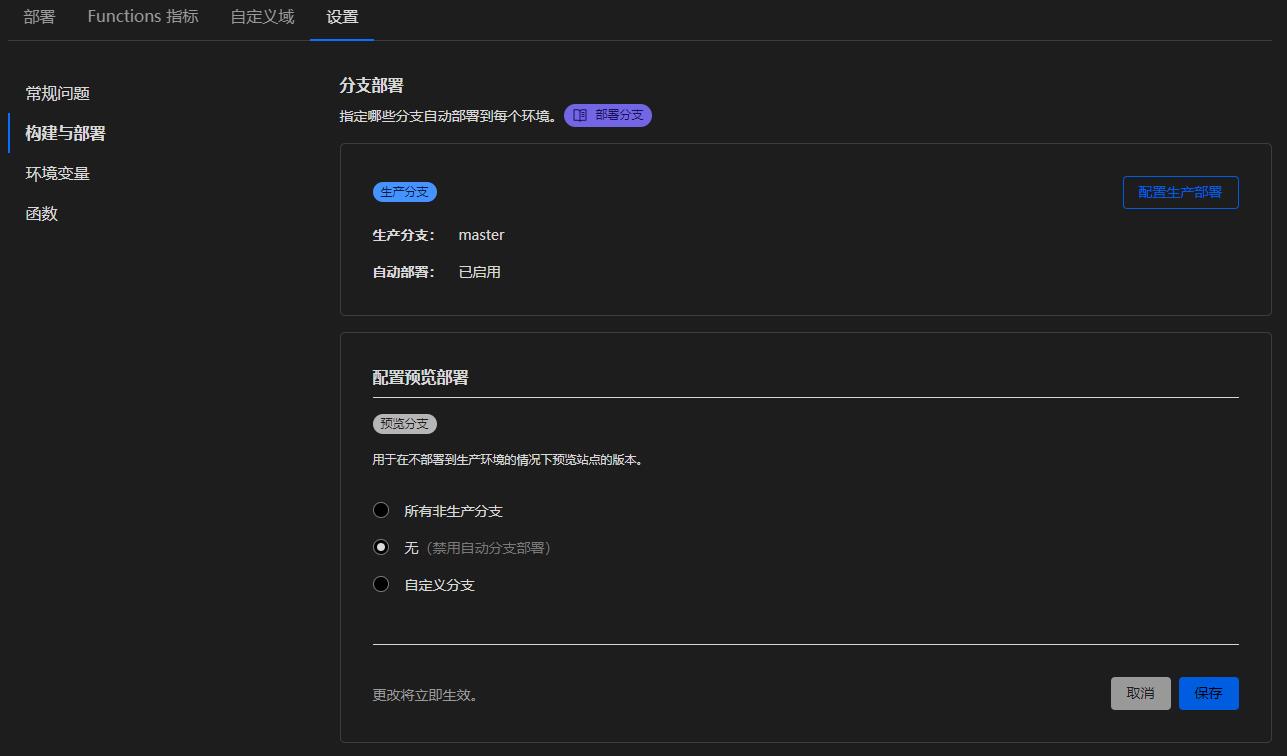 部署 Functions 指标 自定义域 设置
常规问题
构建与部署
环境变量
函数
分支部署
指定哪些分支自动部署到每个环境。 部署分支
生产分支
配置生产部署
生产分支： master
自动部署： 已启用
配置预览部署
预览分支
用于在不部署到生产环境的情况下预览站点的版本。
所有非生产分支
无（禁用自动分支部署）
自定义分支
更改将立即生效。
取消 保存